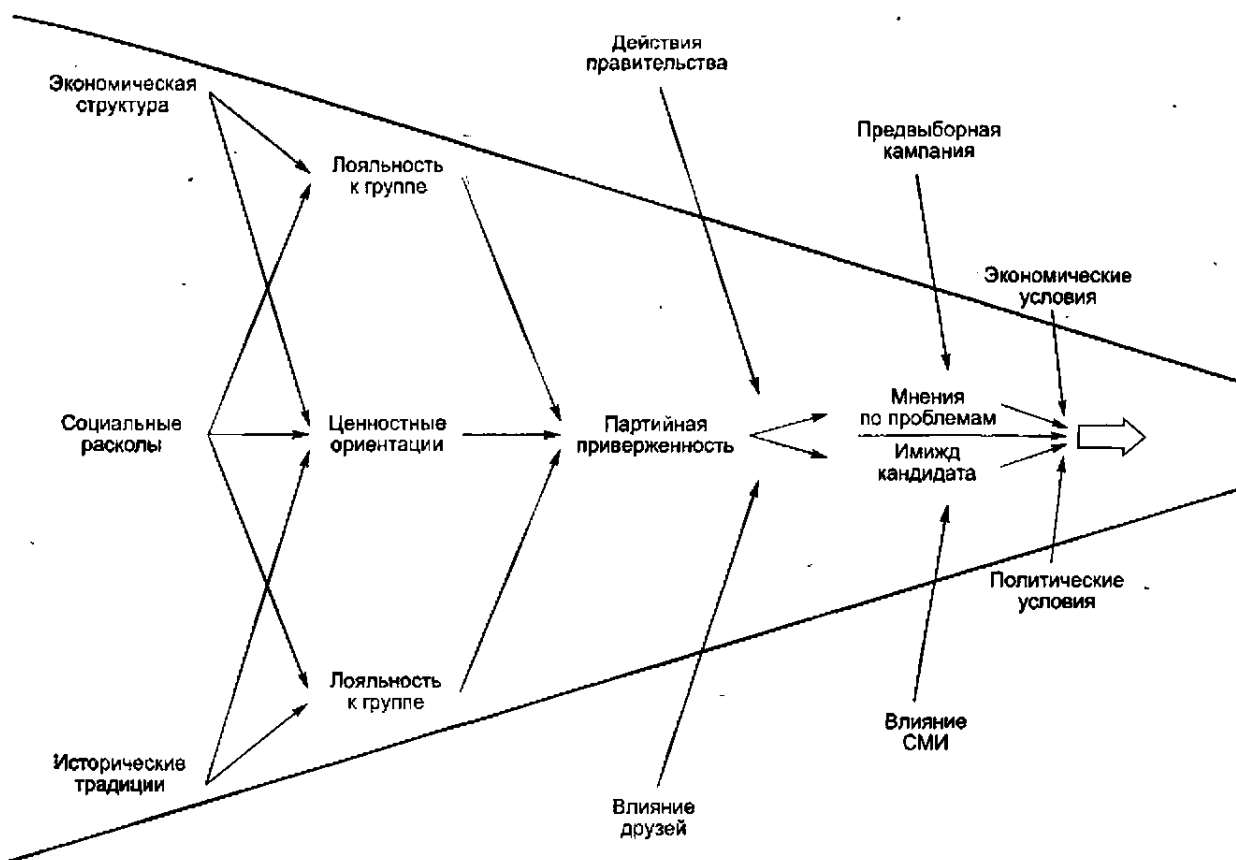 Действия
правительства
Экономическая
структура
Предвыборная
кампания
Лояльность
к группе
Экономические
условия
Социальные
расколы
Ценностные
ориентации
Партийная
приверженность
Мнения
по проблемам
Имижд
кандидата
Политические
условия
Лояльность
к группе
Влияние
СМИ
Исторические
традиции
Влияние
друзей